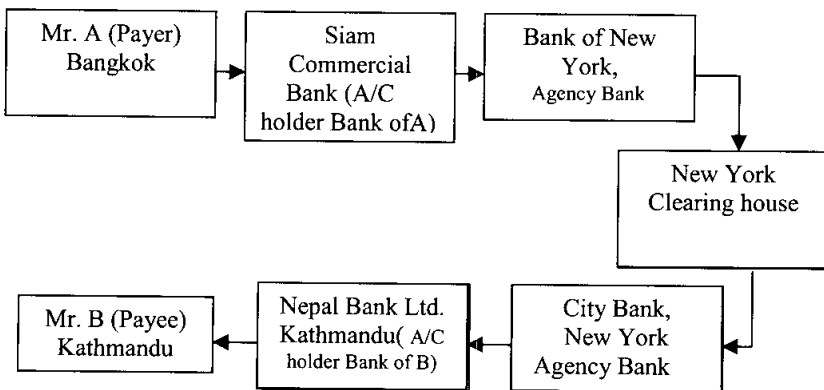 Mr. A (Payer)
Bangkok
Siam
Commercial
Bank (A/C
holder Bank ofA)
Bank of New
York,
Agency Bank
New York
Clearing house
City Bank,
New York
Agency Bank
Nepal Bank Ltd.
Kathmandu( A/C
holder Bank of B)
Mr. B (Payee)
Kathmandu